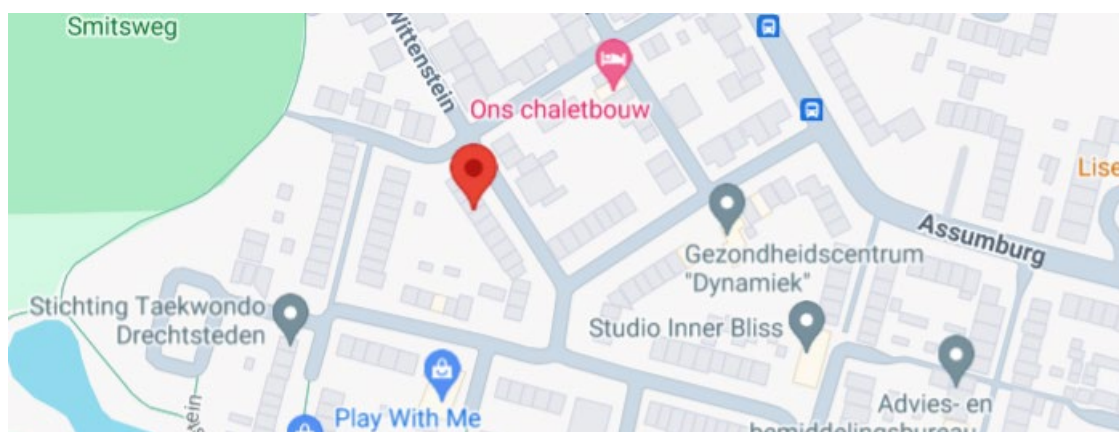 Smitsweg
Wittenstein
Ons chaletbouw
Lise
Assumburg
Gezondheidscentrum
"Dynamiek"
Stichting Taekwondo
Drechtsteden
Studio Inner Bliss
Play With Me
Advies- en
bemiddelingsbureau